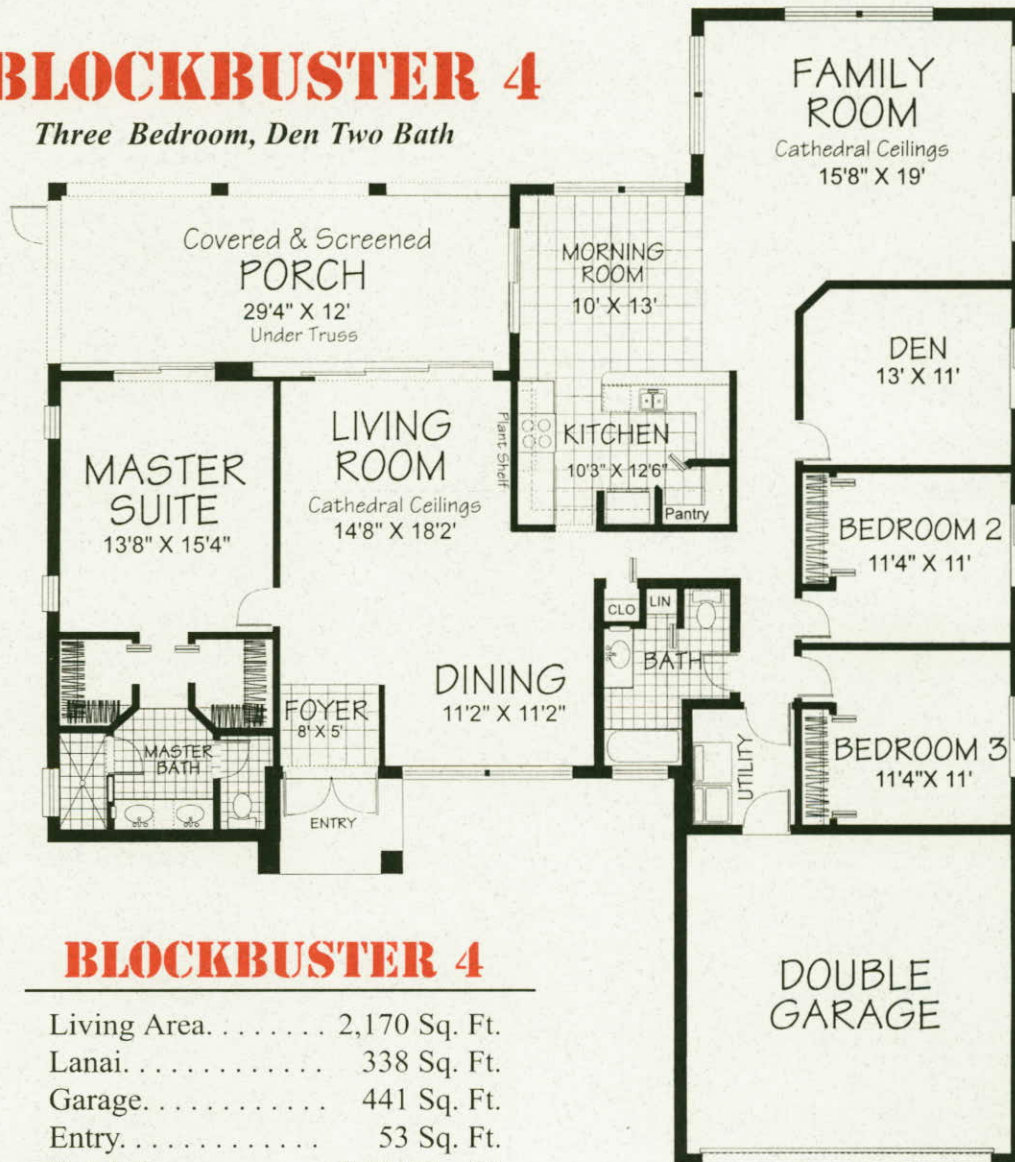 BLOCKBUSTER 4
Three Bedroom, Den Two Bath
FAMILY
ROOM
Cathedral Ceilings
15'8" X 19'
Covered & Screened
PORCH
29'4" X 12'
Under Truss
MORNING
ROOM
10' X 13'
DEN
13' X 11'
MASTER
SUITE
13'8" X 15'4"
LIVING
ROOM
Cathedral Ceilings
14'8" X 18'2'
Plant Shelf
KITCHEN
10'3" X 12'6"
Pantry
BEDROOM 2
11'4" X 11'
CLO
LIN
BATH
DINING
11'2" X 11'2"
FOYER
8' X 5'
MASTER
BATH
ENTRY
UTILITY
BEDROOM 3
11'4"X 11'
DOUBLE
GARAGE
BLOCKBUSTER 4
Living Area........ 2,170 Sq. Ft.
Lanai............. 338 Sq. Ft.
Garage............ 441 Sq. Ft.
Entry............. 53 Sq. Ft.